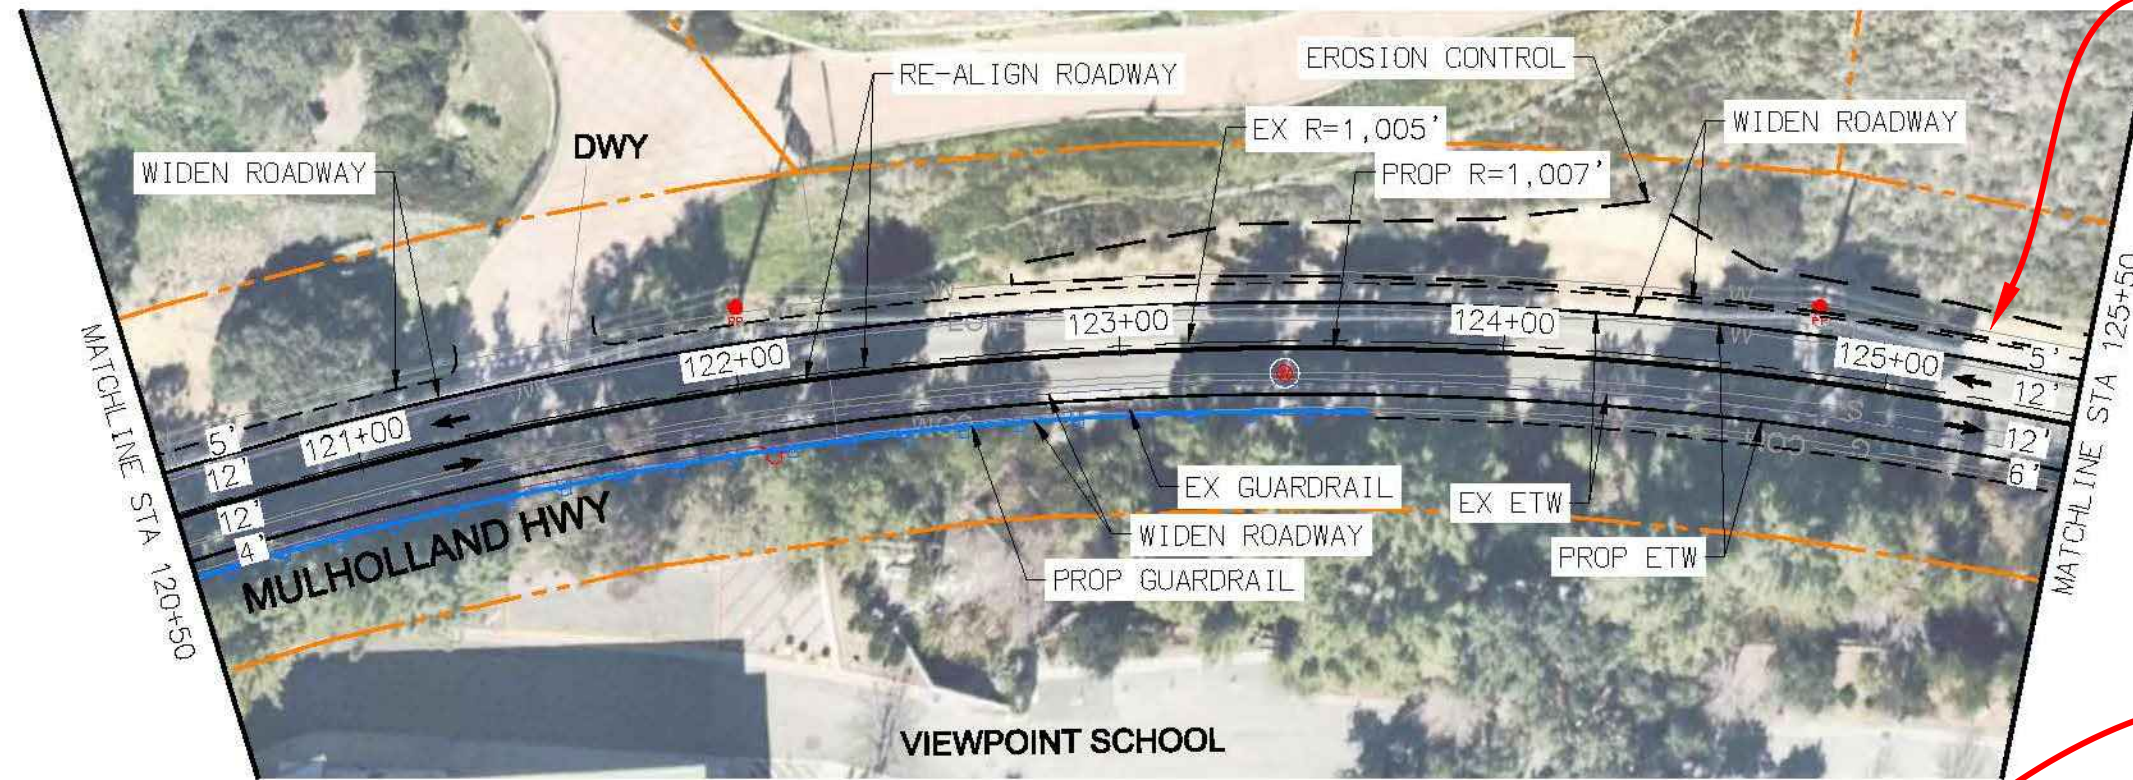 EROSION CONTROL
RE-ALIGN ROADWAY
WIDEN ROADWAY
EX R=1,005'
DWY
WIDEN ROADWAY
PROP R=1,007'
MATCHLINE STA 125+50
PP
PP
123+00
124+00
122+00
125+00
5'
12'
12'
6'
MATCHLINE STA 120+50
5'
121+00
12'
12'
4'
EX GUARDRAIL
EX ETW
WIDEN ROADWAY
PROP ETW
PROP GUARDRAIL
MULHOLLAND HWY
VIEWPOINT SCHOOL